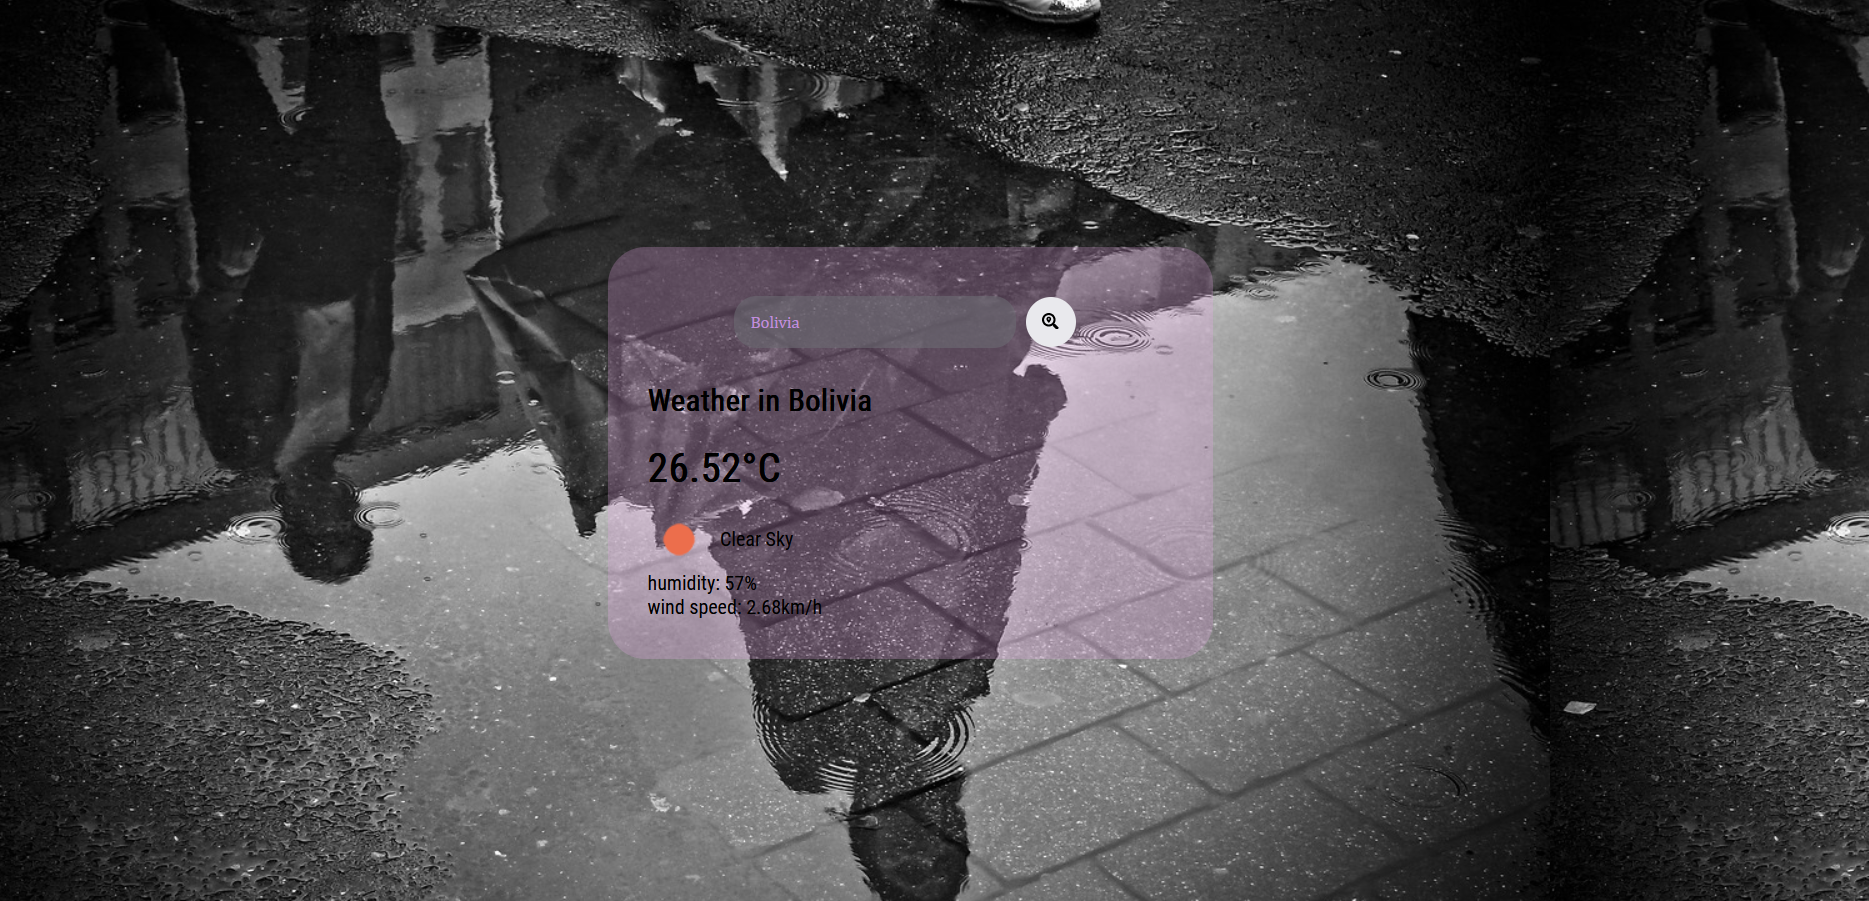 Bolivia
Weather in Bolivia
26.52°C
Clear Sky
humidity: 57%
wind speed: 2.68km/h